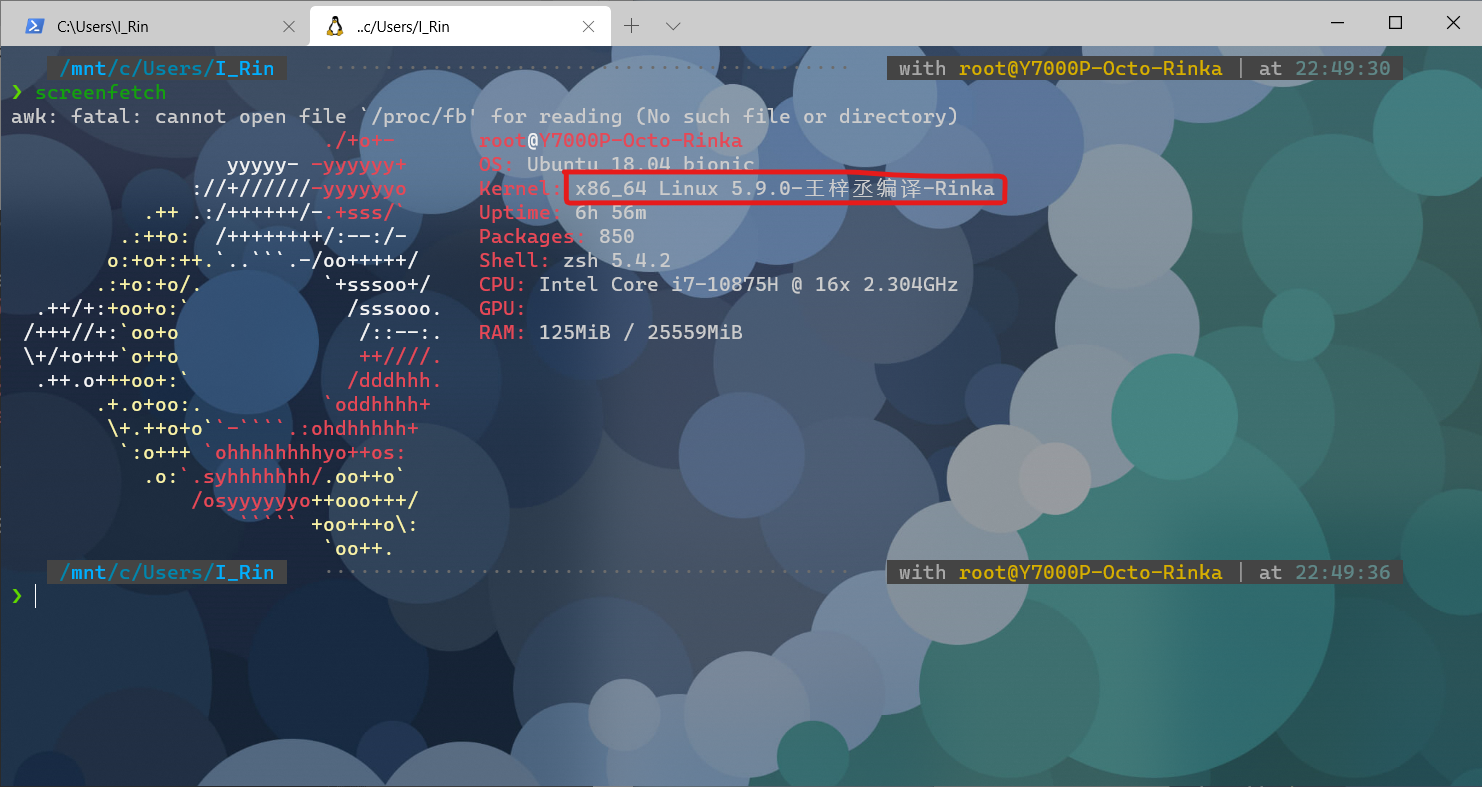 C:\Users\I_Rin
..c/Users/I_Rin
/mnt/c/Users/I_Rin with root@Y7000P-Octo-Rinka | at 22:49:30
❯ screenfetch
awk: fatal: cannot open file `/proc/fb' for reading (No such file or directory)
./+o+- root@Y7000P-Octo-Rinka
yyyyy- -yyyyyy+ OS: Ubuntu 18.04 bionic
://+//////-yyyyyyo Kernel: x86_64 Linux 5.9.0-王梓丞编译-Rinka
.++ .:/++++++/-.+sss/` Uptime: 6h 56m
.:++o: /++++++++/:--:/- Packages: 850
o:+o+:++.`..```.-/oo+++++/ Shell: zsh 5.4.2
.:+o:+o/. `+sssoo+/ CPU: Intel Core i7-10875H @ 16x 2.304GHz
.++/+:+oo+o:` /sssooo. GPU:
/+++//+:`oo+o /::--:. RAM: 125MiB / 25559MiB
\+/+o+++`o++o ++////.
.++.o+++oo+:` /dddhhh.
.+.o+oo:. `oddhhhh+
\+.++o+o``-````.:ohdhhhhh+
`:o+++ `ohhhhhhhhyo++os:
.o:`.syhhhhhhh/.oo++o`
/osyyyyyyo++ooo+++/
````` +oo+++o\:
`oo++.
/mnt/c/Users/I_Rin with root@Y7000P-Octo-Rinka | at 22:49:36
❯